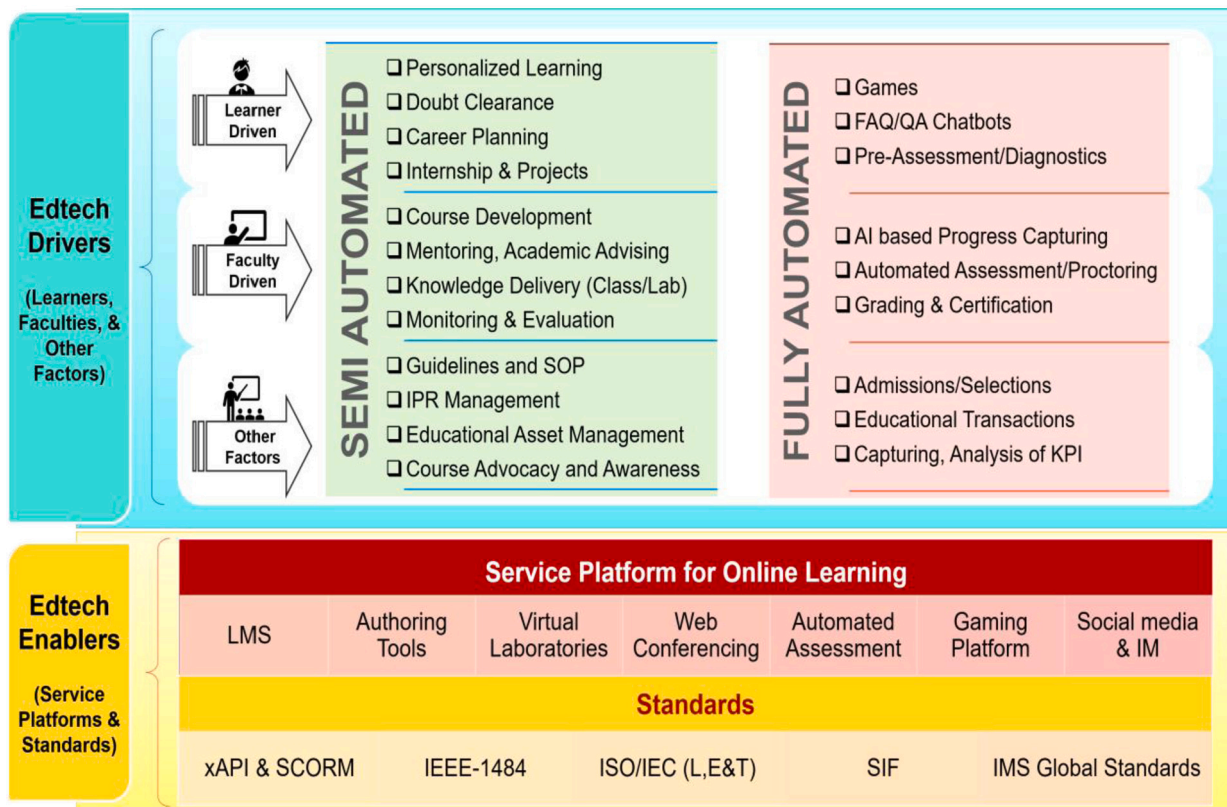 Edtech
Drivers
(Learners,
Faculties, &
Other
Factors)
Learner
Driven
Faculty
Driven
Other
Factors
SEMI AUTOMATED
❑ Personalized Learning
❑ Doubt Clearance
❑ Career Planning
❑ Internship & Projects
❑ Course Development
❑ Mentoring, Academic Advising
❑ Knowledge Delivery (Class/Lab)
❑ Monitoring & Evaluation
❑ Guidelines and SOP
❑ IPR Management
❑ Educational Asset Management
❑ Course Advocacy and Awareness
FULLY AUTOMATED
❑ Games
❑ FAQ/QA Chatbots
❑ Pre-Assessment/Diagnostics
❑ AI based Progress Capturing
❑ Automated Assessment/Proctoring
❑ Grading & Certification
❑ Admissions/Selections
❑ Educational Transactions
❑ Capturing, Analysis of KPI
Edtech
Enablers
(Service
Platforms &
Standards)
Service Platform for Online Learning
LMS
Authoring
Tools
Virtual
Laboratories
Web
Conferencing
Automated
Assessment
Gaming
Platform
Social media
& IM
Standards
xAPI & SCORM
IEEE-1484
ISO/IEC (L,E&T)
SIF
IMS Global Standards